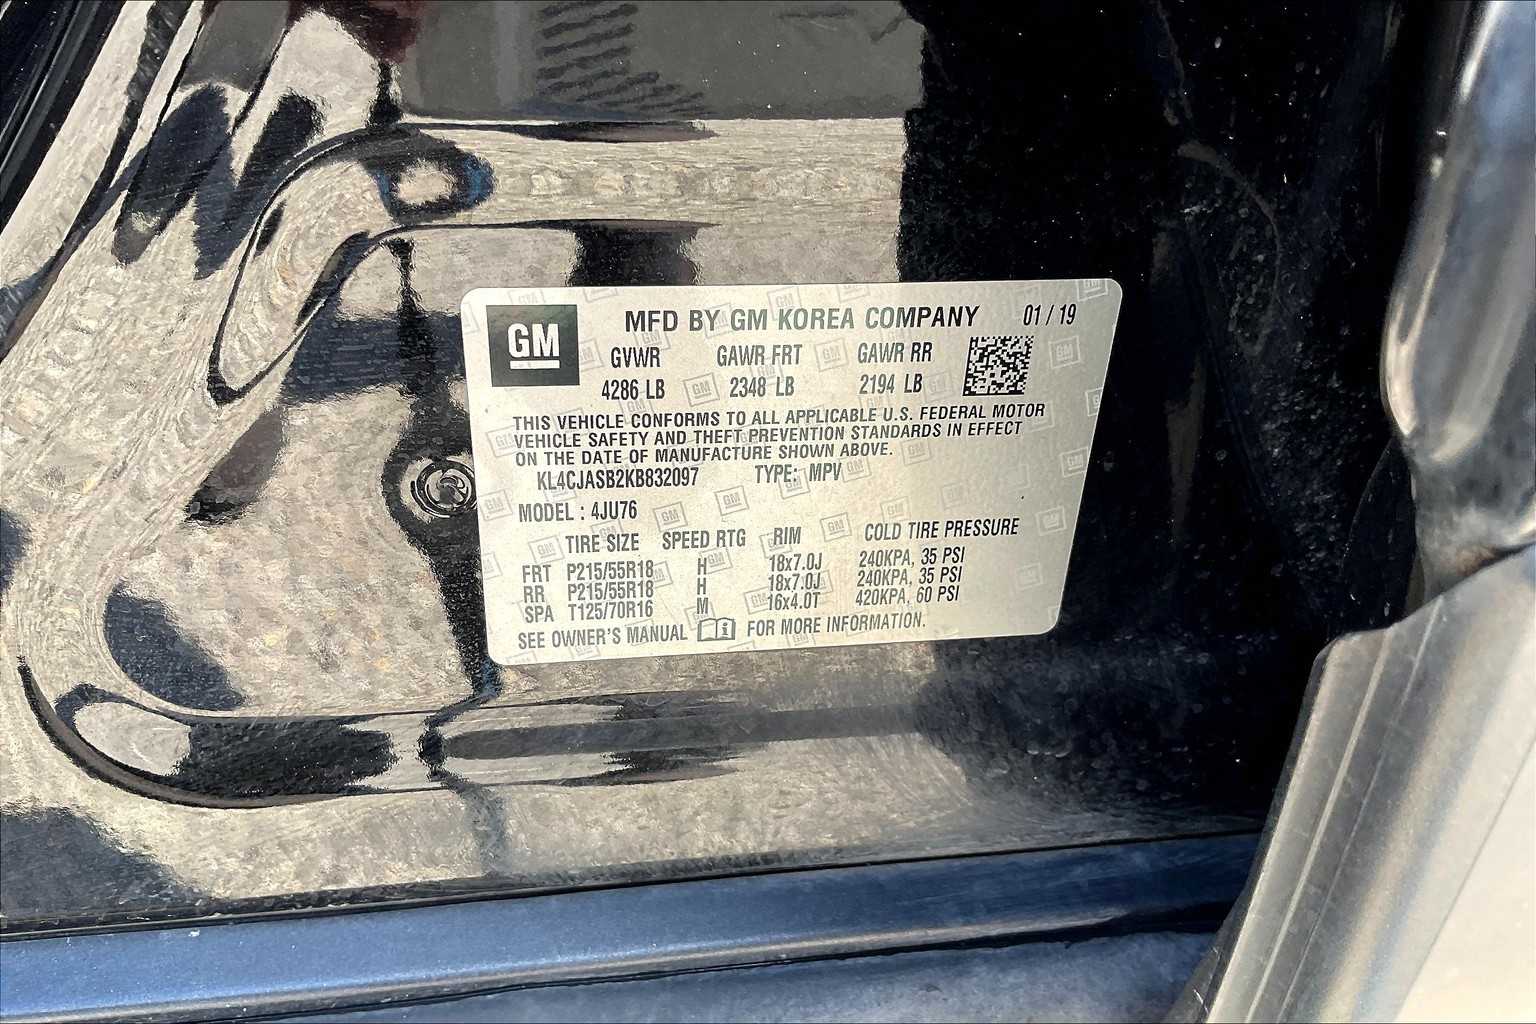 GM MFD BY GM KOREA COMPANY 01 / 19
GVWR GAWR FRT GAWR RR
4286 LB 2348 LB 2194 LB
THIS VEHICLE CONFORMS TO ALL APPLICABLE U.S. FEDERAL MOTOR
VEHICLE SAFETY AND THEFT PREVENTION STANDARDS IN EFFECT
ON THE DATE OF MANUFACTURE SHOWN ABOVE.
KL4CJASB2KB832097 TYPE: MPV
MODEL : 4JU76
TIRE SIZE SPEED RTG RIM COLD TIRE PRESSURE
FRT P215/55R18 H 18x7.0J 240KPA, 35 PSI
RR P215/55R18 H 18x7.0J 240KPA, 35 PSI
SPA T125/70R16 M 16x4.0T 420KPA, 60 PSI
SEE OWNER'S MANUAL FOR MORE INFORMATION.